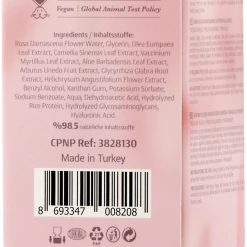 Vegan | Global Animal Test Policy
Ingredients / Inhaltsstoffe:
Rosa Damascena Flower Water, Glycerin, Olea Europaea
Leaf Extract, Camellia Sinensis Leaf Extract, Vaccinium
Myrtillus Leaf Extract, Aloe Barbadensis Leaf Extract,
Arbutus Unedo Fruit Extract, Glycyrrhiza Glabra Root
Extract, Helichrysum Angustifolium Flower Extract,
Benzyl Alcohol, Xanthan Gum, Potassium Sorbate,
Sodium Benzoate, Aqua, Dehydroacetic Acid, Hydrolyzed
Rice Protein, Hydrolyzed Glycosaminoglycans,
Hyaluronic Acid.
%98.5 natürliche Inhaltsstoffe
CPNP Ref: 3828130
Made in Turkey
8 693347 000208